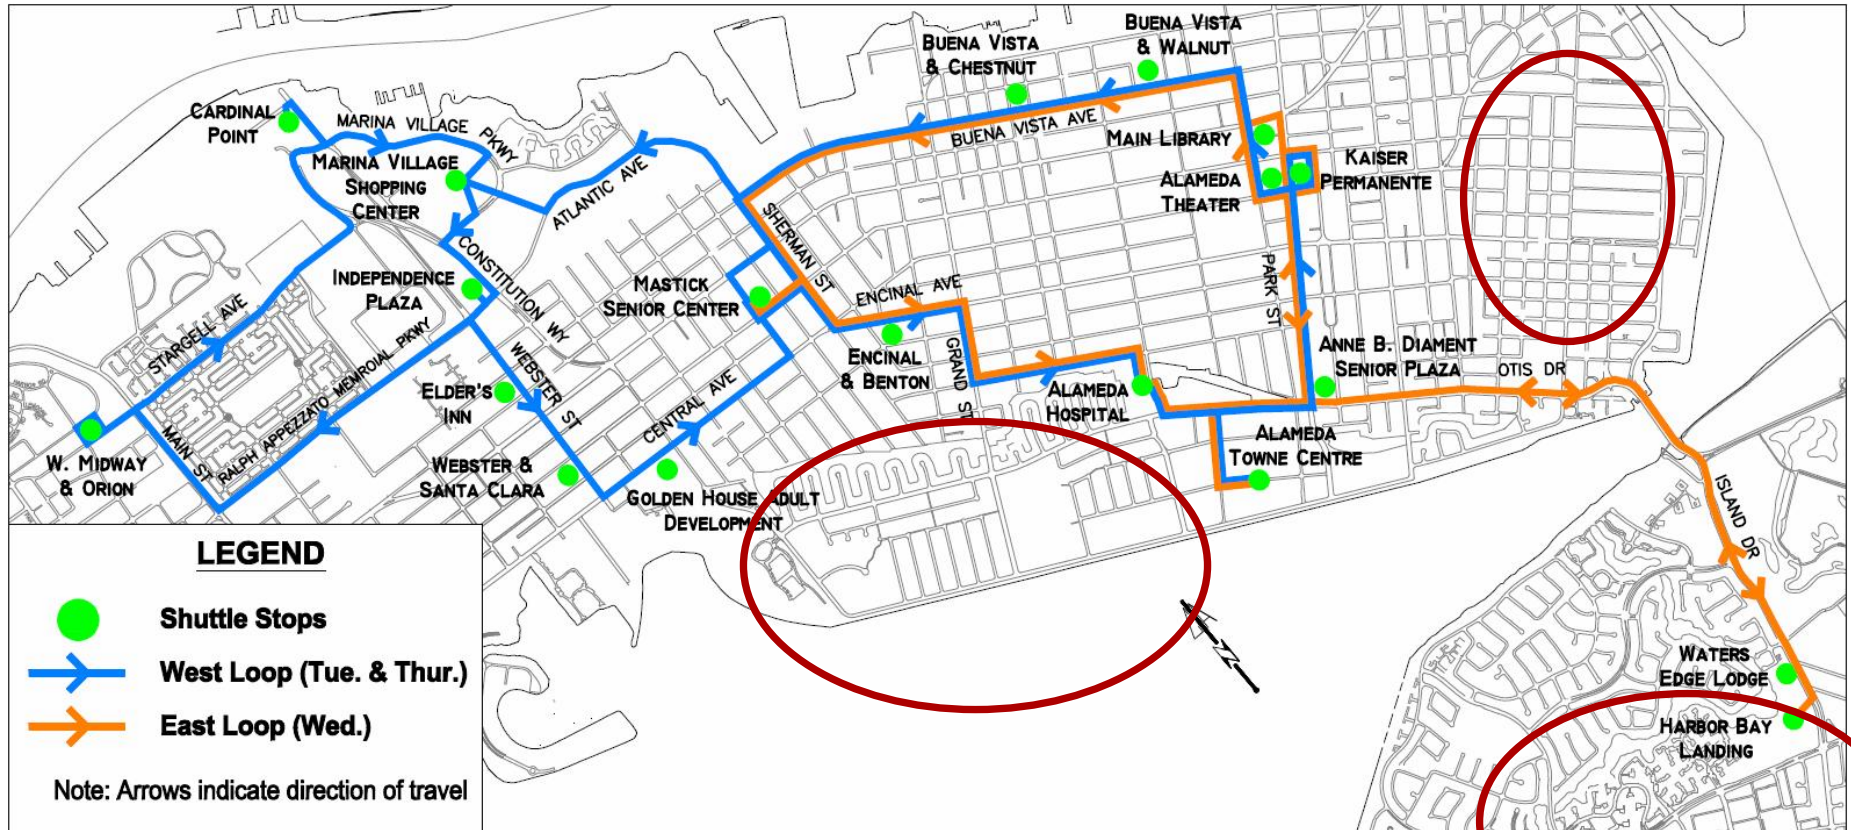 BUENA VISTA
& WALNUT
BUENA VISTA
& CHESTNUT
CARDINAL
POINT
MARINA VILLAGE PKWY
MARINA VILLAGE
SHOPPING
CENTER
ATLANTIC AVE
BUENA VISTA AVE
MAIN LIBRARY
KAISER
PERMANENTE
ALAMEDA
THEATER
SHERMAN ST
CONSTITUTION WY
INDEPENDENCE
PLAZA
MASTICK
SENIOR CENTER
ENCINAL AVE
PARK ST
STARGELL AVE
RALPH APPEZZATO MEMROIAL PKWY
WEBSTER ST
ELDER'S
INN
CENTRAL AVE
ENCINAL
& BENTON
GRAND ST
ALAMEDA
HOSPITAL
ANNE B. DIAMENT
SENIOR PLAZA
OTIS DR
MAIN ST
W. MIDWAY
& ORION
WEBSTER &
SANTA CLARA
GOLDEN HOUSE ADULT
DEVELOPMENT
ALAMEDA
TOWNE CENTRE
ISLAND DR
WATERS
EDGE LODGE
HARBOR BAY
LANDING
N
LEGEND
Shuttle Stops
West Loop (Tue. & Thur.)
East Loop (Wed.)
Note: Arrows indicate direction of travel